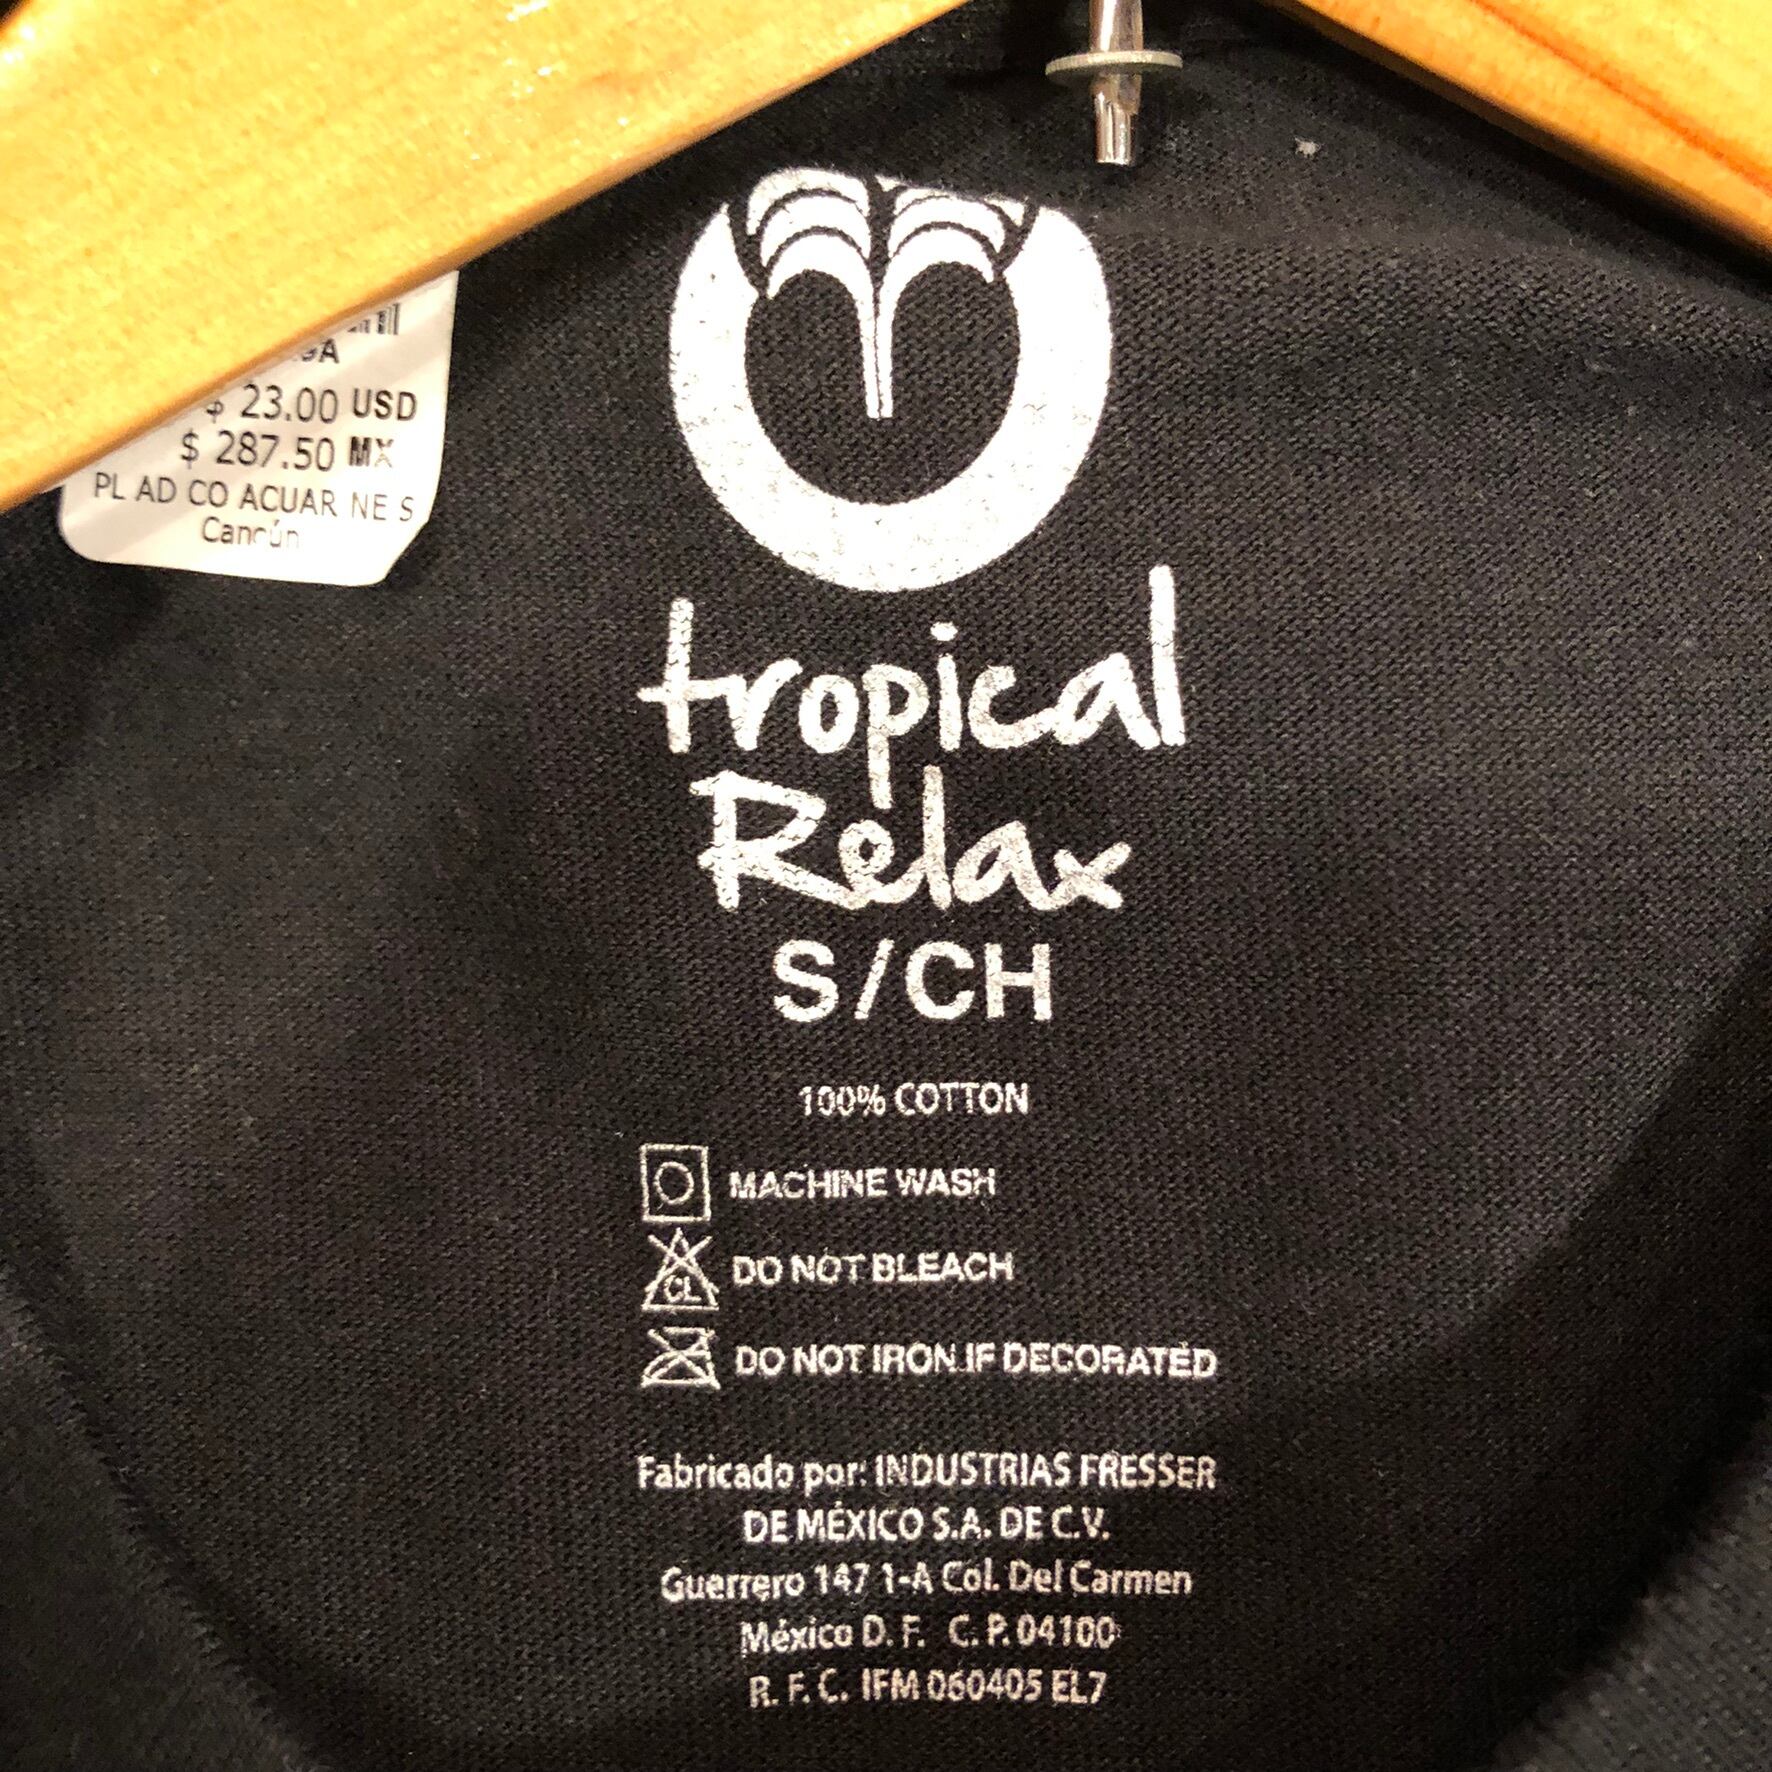 $ 23.00 USD
$ 287.50 MX
PL AD CO ACUAR NE S
Cancún
tropical
Relax
S/CH
100% COTTON
MACHINE WASH
CL
DO NOT BLEACH
DO NOT IRON.IF DECORATED
Fabricado por: INDUSTRIAS FRESSER
DE MÉXICO S.A. DE C.V.
Guerrero 147 1-A Col. Del Carmen
México D. F. C. P. 04100
R. F. C. IFM 060405 EL7